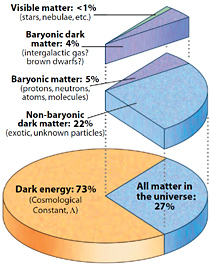 Visible matter: <1%
(stars, nebulae, etc.)
Baryonic dark
matter: 4%
(intergalactic gas?
brown dwarfs?)
Baryonic matter: 5%
(protons, neutrons,
atoms, molecules)
Non-baryonic
dark matter: 22%
(exotic, unknown particles)
Dark energy: 73%
(Cosmological
Constant, Λ)
All matter in
the universe:
27%